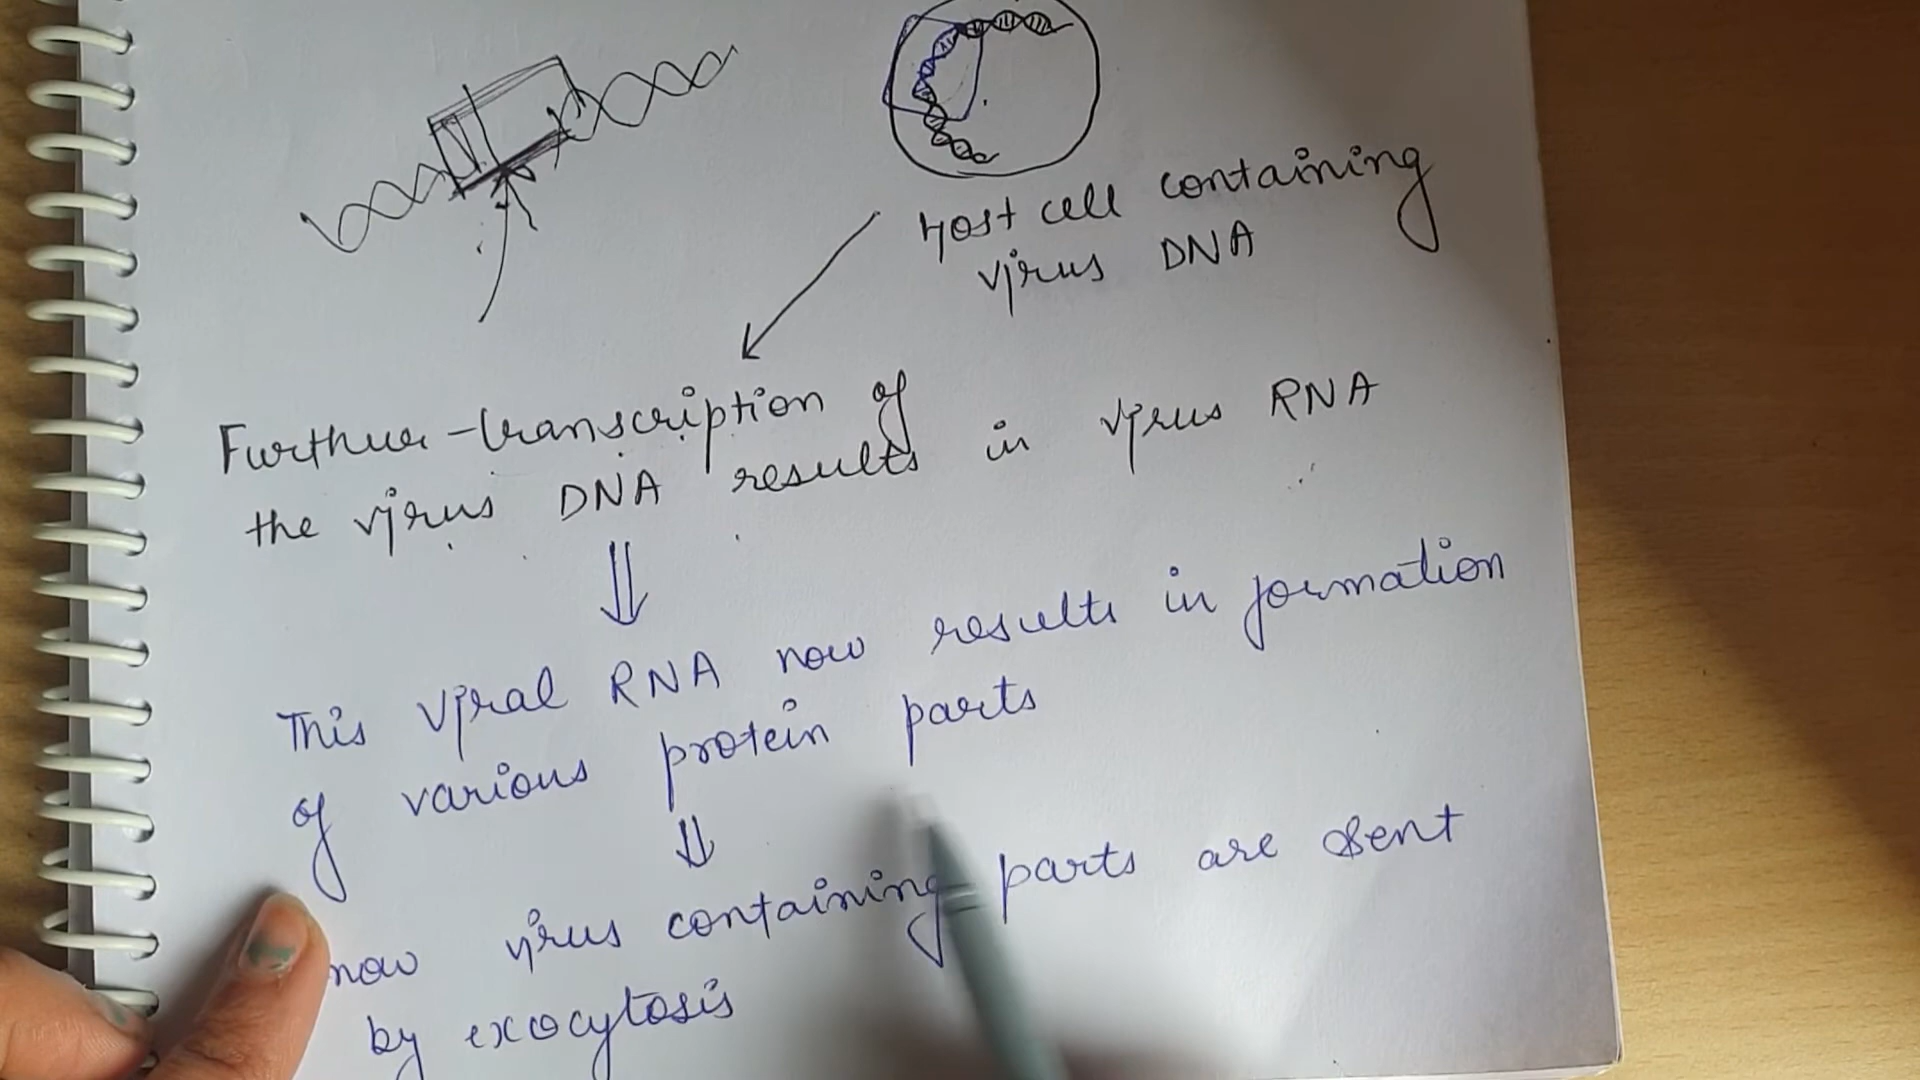 Host cell containing
virus DNA
Further transcription of
the virus DNA results in virus RNA
This viral RNA now results in formation
of various protein parts
now virus containing parts are sent
by exocytosis